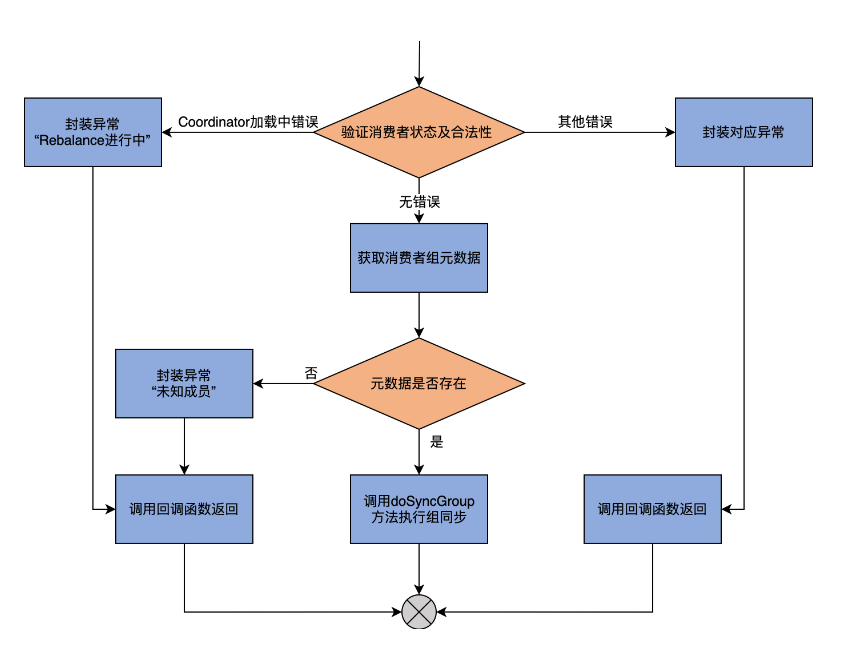 封装异常
“Rebalance进行中”
Coordinator加载中错误
验证消费者状态及合法性
其他错误
封装对应异常
无错误
获取消费者组元数据
封装异常
“未知成员”
否
元数据是否存在
是
调用回调函数返回
调用doSyncGroup
方法执行组同步
调用回调函数返回